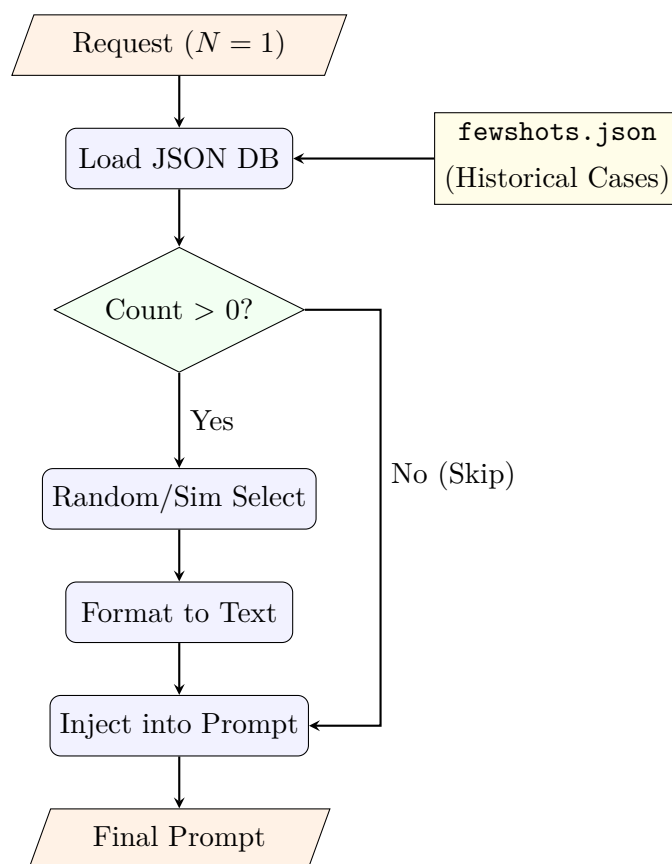 Request (N = 1)
Load JSON DB
fewshots.json
(Historical Cases)
Count > 0?
Yes
No (Skip)
Random/Sim Select
Format to Text
Inject into Prompt
Final Prompt